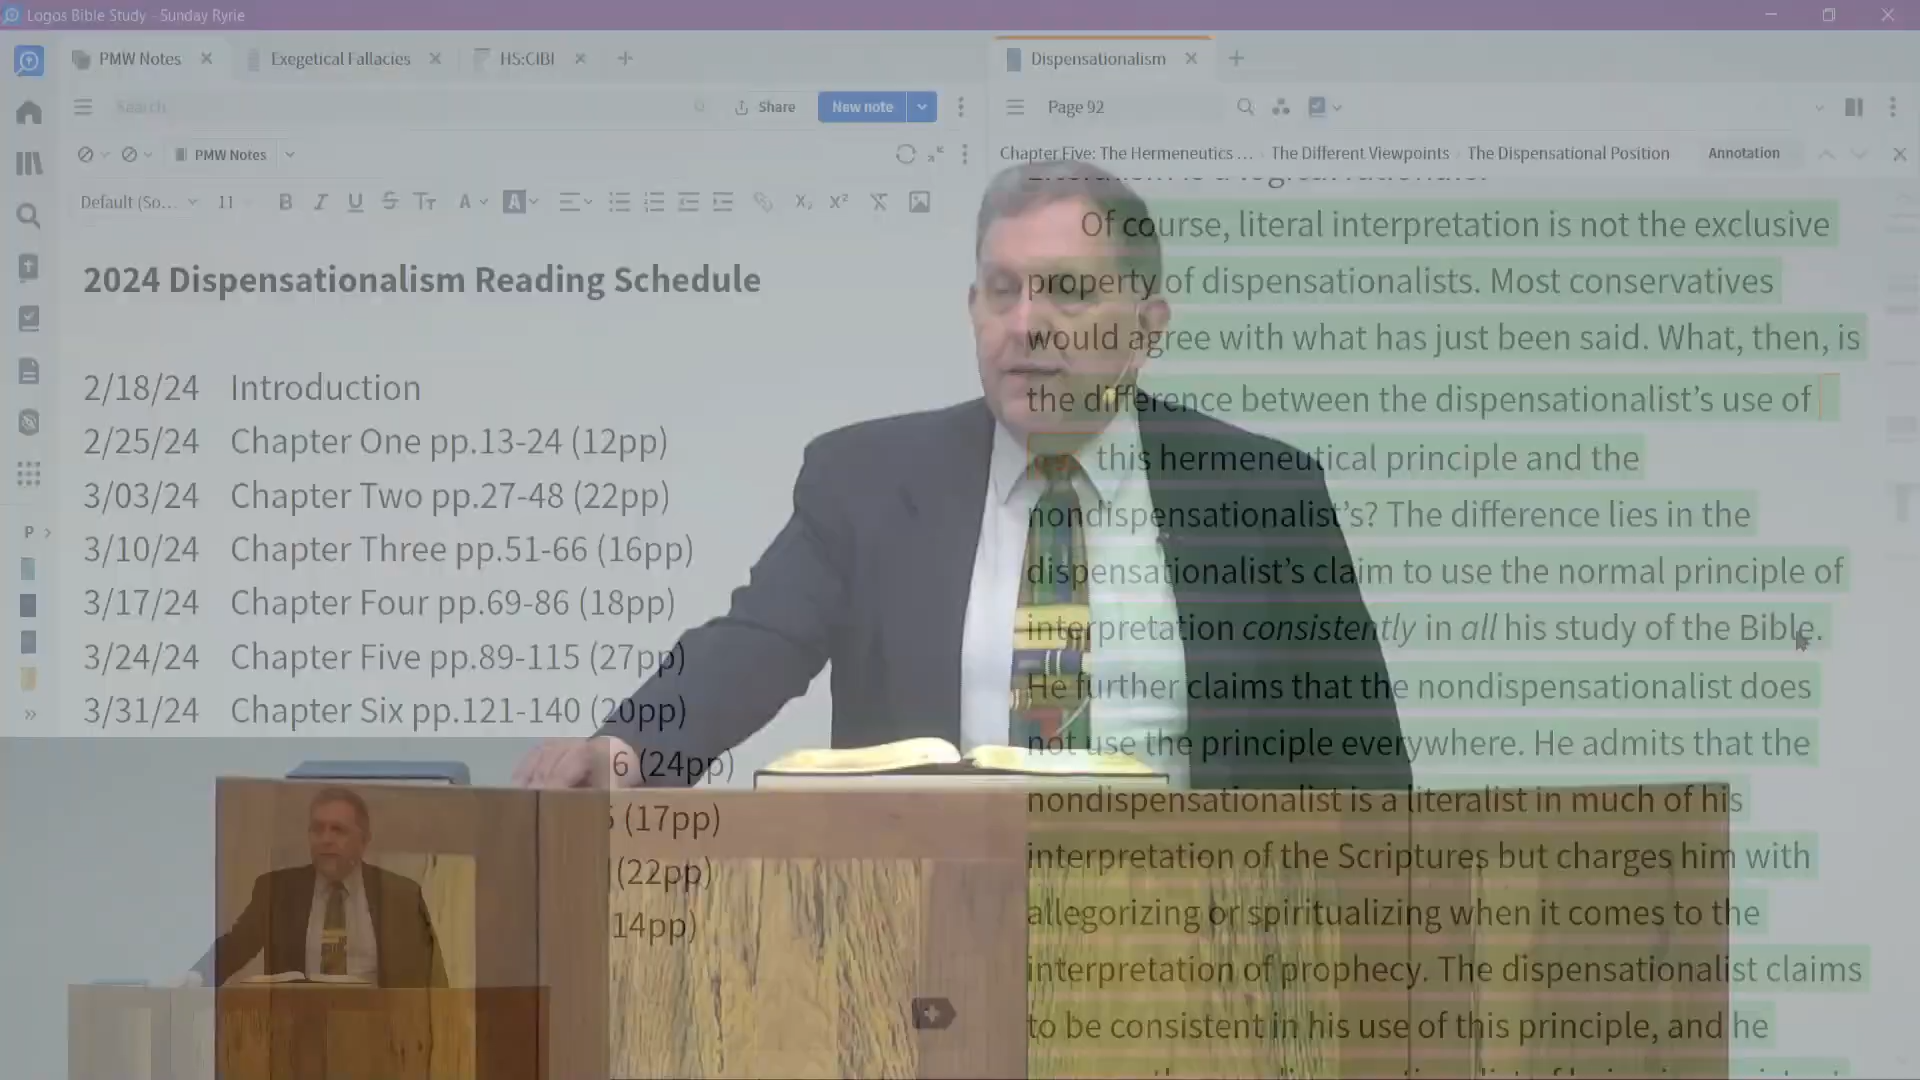 Logos Bible Study - Sunday Ryrie
PMW Notes
Exegetical Fallacies
HS:CIBI
Dispensationalism
Search
Share
New note
Page 92
PMW Notes
Chapter Five: The Hermeneutics ...
The Different Viewpoints
The Dispensational Position
Annotation
Default (So...
11
2024 Dispensationalism Reading Schedule
2/18/24 Introduction
2/25/24 Chapter One pp.13-24 (12pp)
3/03/24 Chapter Two pp.27-48 (22pp)
3/10/24 Chapter Three pp.51-66 (16pp)
3/17/24 Chapter Four pp.69-86 (18pp)
3/24/24 Chapter Five pp.89-115 (27pp)
3/31/24 Chapter Six pp.121-140 (20pp)
6 (24pp)
(17pp)
(22pp)
14pp)
P
Of course, literal interpretation is not the exclusive
property of dispensationalists. Most conservatives
would agree with what has just been said. What, then, is
the difference between the dispensationalist’s use of
this hermeneutical principle and the
nondispensationalist’s? The difference lies in the
dispensationalist’s claim to use the normal principle of
interpretation consistently in all his study of the Bible.
He further claims that the nondispensationalist does
not use the principle everywhere. He admits that the
nondispensationalist is a literalist in much of his
interpretation of the Scriptures but charges him with
allegorizing or spiritualizing when it comes to the
interpretation of prophecy. The dispensationalist claims
to be consistent in his use of this principle, and he